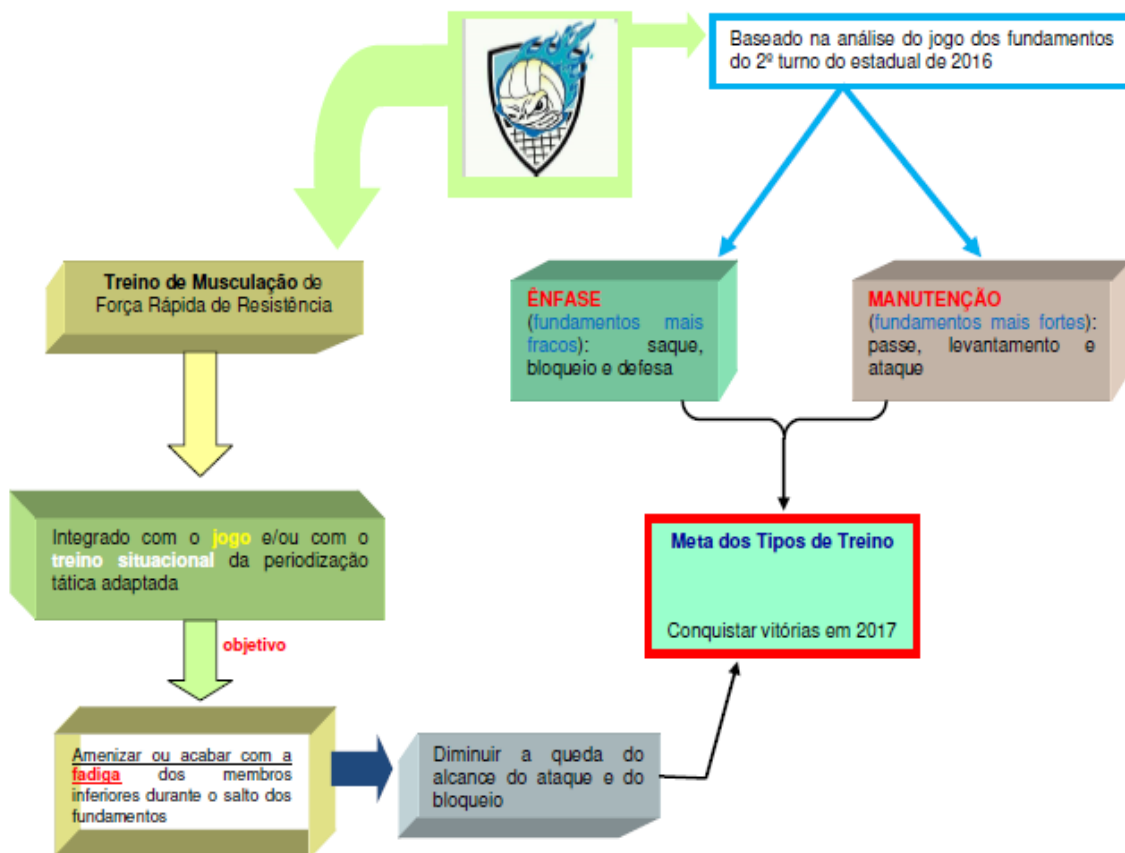 Baseado na análise do jogo dos fundamentos
do 2º turno do estadual de 2016
Treino de Musculação de
Força Rápida de Resistência
ÊNFASE
(fundamentos mais
fracos): saque,
bloqueio e defesa
MANUTENÇÃO
(fundamentos mais fortes):
passe, levantamento e
ataque
Integrado com o jogo e/ou com o
treino situacional da periodização
tática adaptada
Meta dos Tipos de Treino
Conquistar vitórias em 2017
objetivo
Amenizar ou acabar com a
fadiga dos membros
inferiores durante o salto dos
fundamentos
Diminuir a queda do
alcance do ataque e do
bloqueio